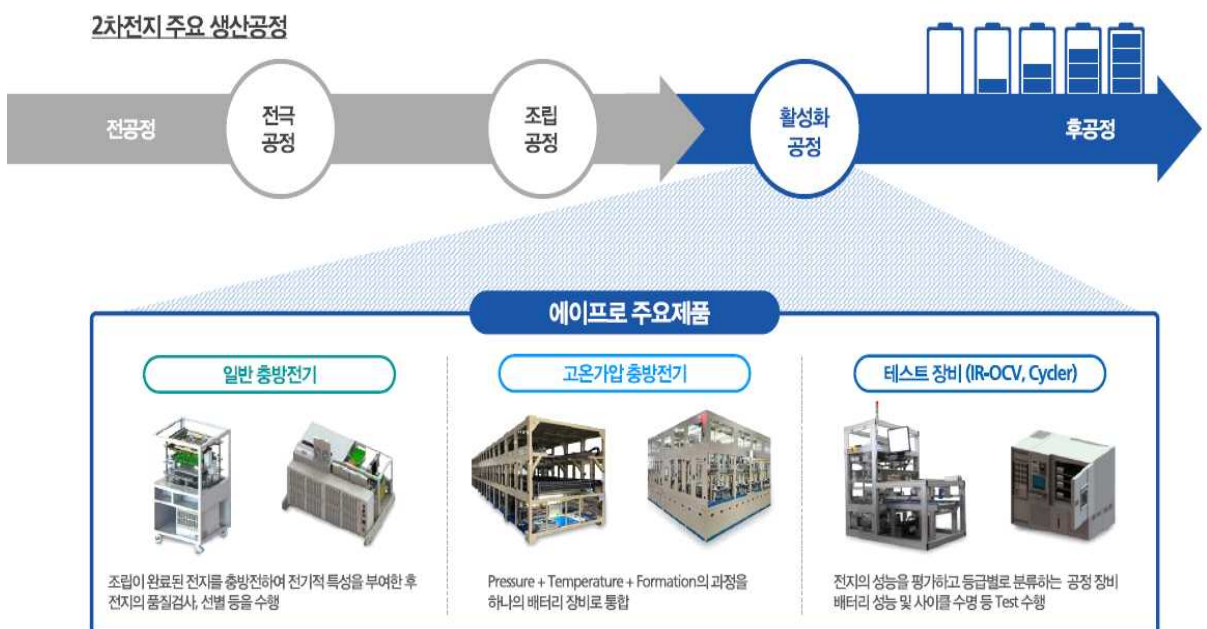 2차전지 주요 생산공정
전공정
전극
공정
조립
공정
활성화
공정
후공정
에이프로 주요제품
일반 충방전기
고온가압 충방전기
테스트 장비 (IR-OCV, Cycler)
조립이 완료된 전지를 충방전하여 전기적 특성을 부여한 후
전지의 품질검사, 선별 등을 수행
Pressure + Temperature + Formation의 과정을
하나의 배터리 장비로 통합
전지의 성능을 평가하고 등급별로 분류하는 공정 장비
배터리 성능 및 사이클 수명 등 Test 수행